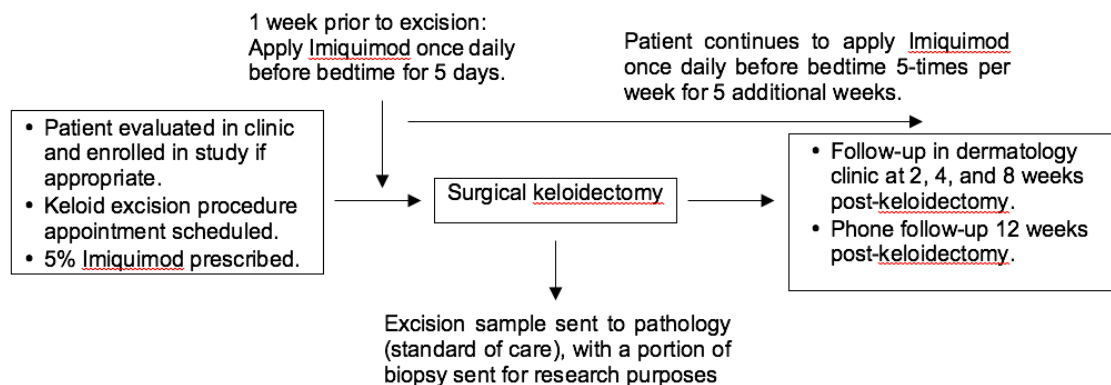 1 week prior to excision:
Apply Imiquimod once daily
before bedtime for 5 days.
Patient continues to apply Imiquimod
once daily before bedtime 5-times per
week for 5 additional weeks.
• Patient evaluated in clinic
and enrolled in study if
appropriate.
• Keloid excision procedure
appointment scheduled.
• 5% Imiquimod prescribed.
Surgical keloidectomy
• Follow-up in dermatology
clinic at 2, 4, and 8 weeks
post-keloidectomy.
• Phone follow-up 12 weeks
post-keloidectomy.
Excision sample sent to pathology
(standard of care), with a portion of
biopsy sent for research purposes